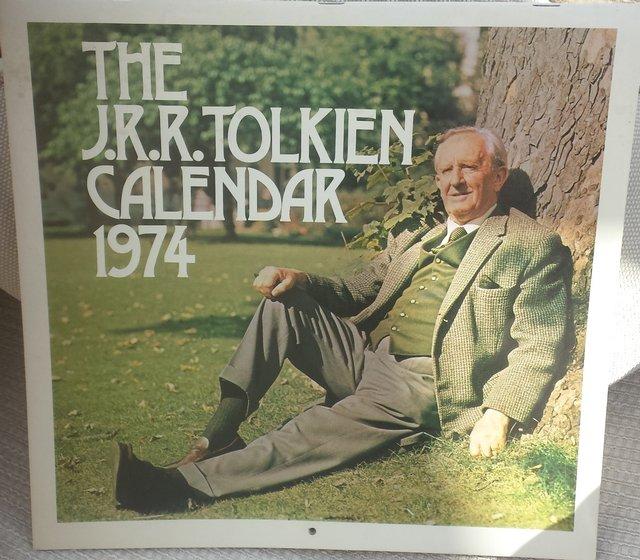 THE
J.R.R. TOLKIEN
CALENDAR
1974